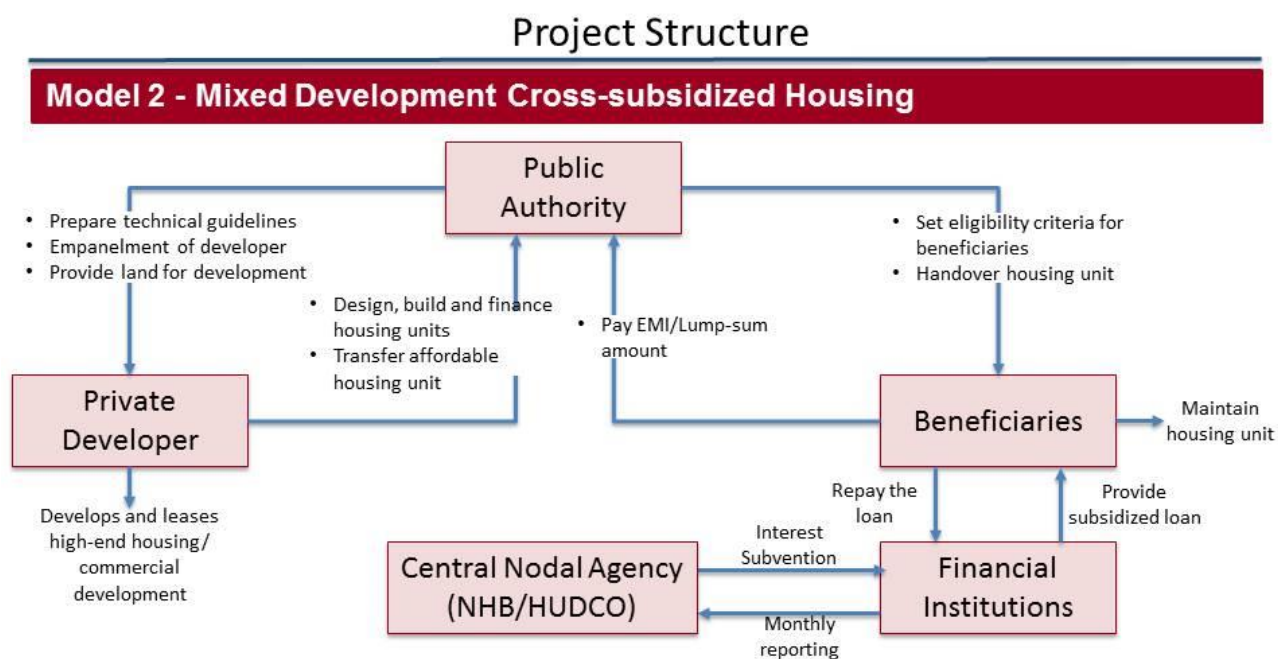 Project Structure
Model 2 - Mixed Development Cross-subsidized Housing
Public
Authority
• Prepare technical guidelines
• Empanelment of developer
• Provide land for development
• Set eligibility criteria for
beneficiaries
• Handover housing unit
• Design, build and finance
housing units
• Transfer affordable
housing unit
• Pay EMI/Lump-sum
amount
Private
Developer
Beneficiaries
Maintain
housing unit
Develops and leases
high-end housing/
commercial
development
Repay the
loan
Provide
subsidized loan
Interest
Subvention
Central Nodal Agency
(NHB/HUDCO)
Financial
Institutions
Monthly
reporting